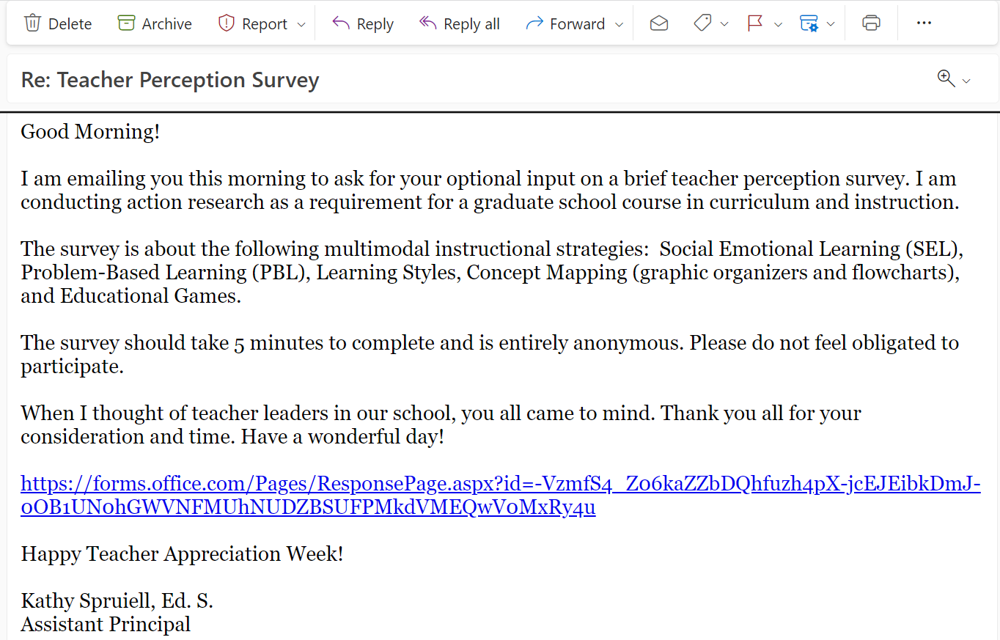 Delete Archive Report Reply Reply all Forward
Re: Teacher Perception Survey
Good Morning!
I am emailing you this morning to ask for your optional input on a brief teacher perception survey. I am
conducting action research as a requirement for a graduate school course in curriculum and instruction.
The survey is about the following multimodal instructional strategies:  Social Emotional Learning (SEL),
Problem-Based Learning (PBL), Learning Styles, Concept Mapping (graphic organizers and flowcharts),
and Educational Games.
The survey should take 5 minutes to complete and is entirely anonymous. Please do not feel obligated to
participate.
When I thought of teacher leaders in our school, you all came to mind. Thank you all for your
consideration and time. Have a wonderful day!
https://forms.office.com/Pages/ResponsePage.aspx?id=-VzmfS4_Z06kaZZbDQhfuzh4pX-jcEJEibkDmJ-
0OB1UN0hGWVNFMUhNUDZBSUFPMkdVMEQwV0MxRy4u
Happy Teacher Appreciation Week!
Kathy Spruiell, Ed. S.
Assistant Principal